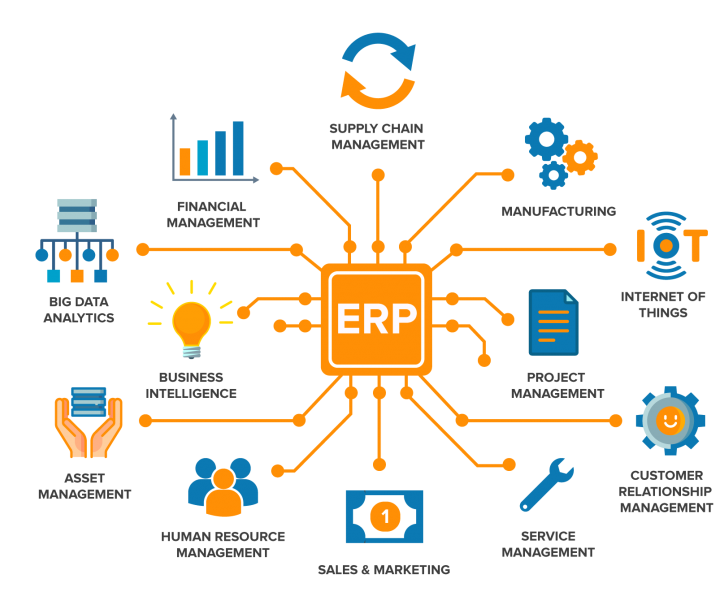 SUPPLY CHAIN
MANAGEMENT
FINANCIAL
MANAGEMENT
MANUFACTURING
BIG DATA
ANALYTICS
IOT
INTERNET OF
THINGS
ERP
BUSINESS
INTELLIGENCE
PROJECT
MANAGEMENT
ASSET
MANAGEMENT
CUSTOMER
RELATIONSHIP
MANAGEMENT
HUMAN RESOURCE
MANAGEMENT
1
SALES & MARKETING
SERVICE
MANAGEMENT